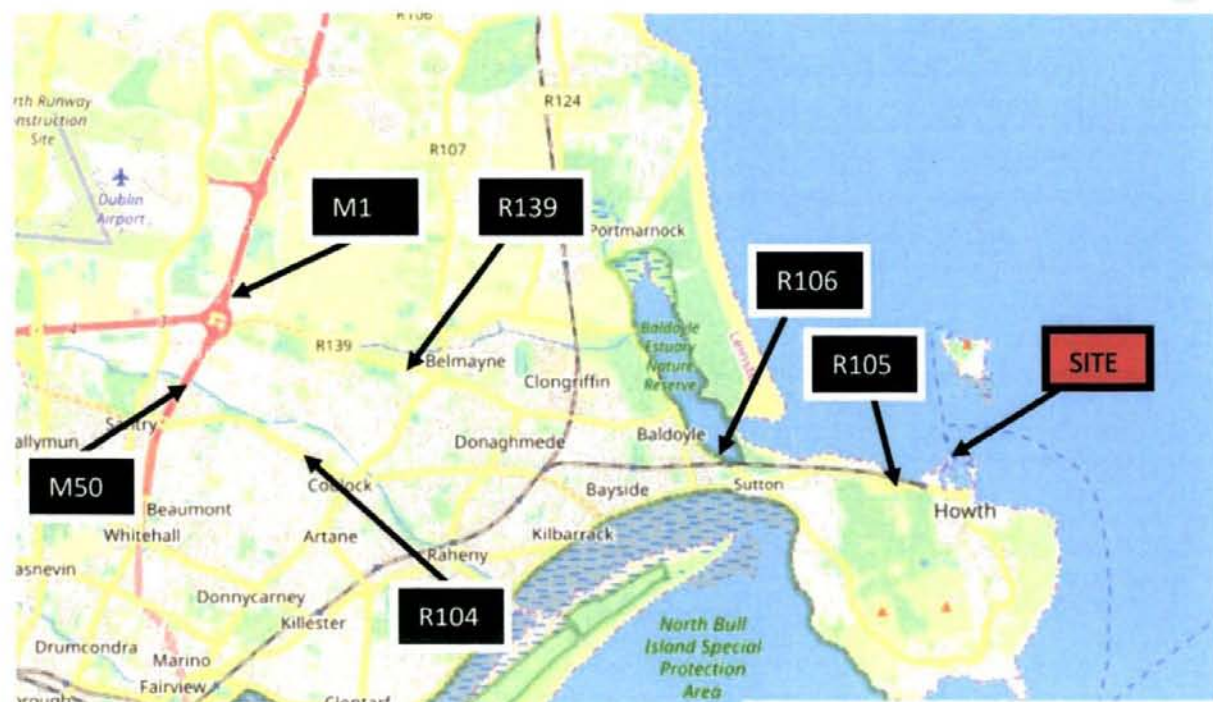 R106
R124
R107
Dublin
Airport
M1
R139
Portmarnock
R106
R105
SITE
Baldoyle
Estuary
Nature
Reserve
R139
Belmayne
Clongriffin
Santry
Donaghmede
Baldoyle
M50
Coolock
Bayside
Sutton
Howth
Beaumont
Whitehall
Artane
Kilbarrack
Raheny
Donnycarney
Killester
R104
Drumcondra
Marino
Fairview
North Bull
Island Special
Protection
Area